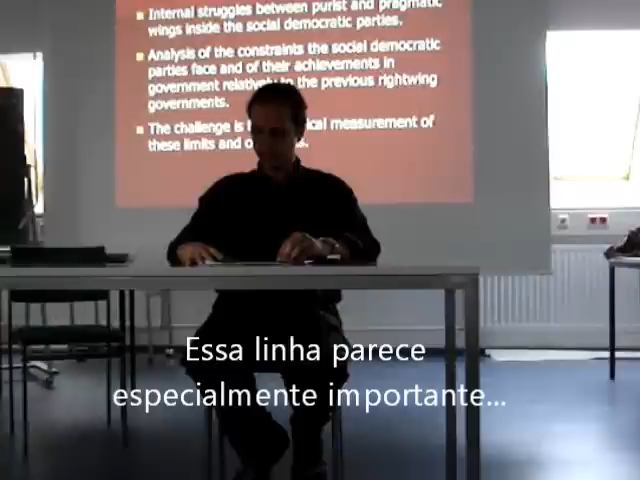 Internal struggles between purist and pragmatic
wings inside the social democratic parties.
Analysis of the constraints the social democratic
parties face and of their achievements in
government relatively to the previous rightwing
governments.
The challenge is measurement of
these limits and
Essa linha parece
especialmente importante...